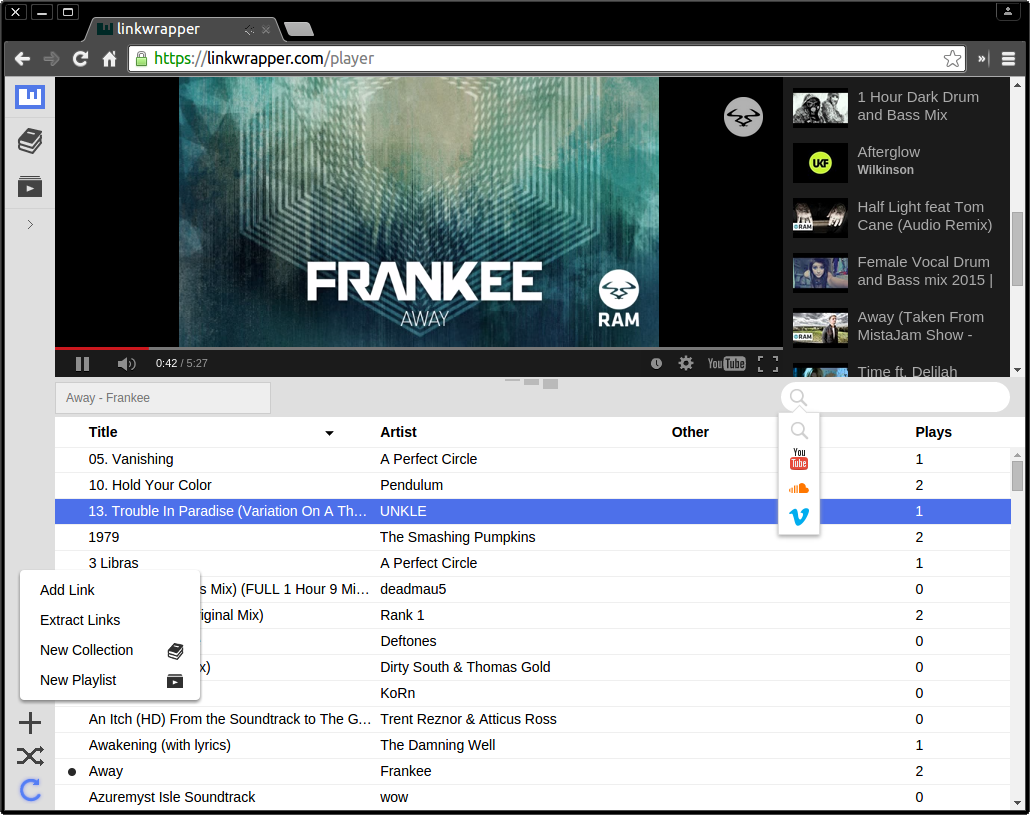 linkwrapper
https://linkwrapper.com/player
»
FRANKEE
AWAY
RAM
0:42 / 5:27
You Tube
1 Hour Dark Drum
and Bass Mix
UKF
Afterglow
Wilkinson
RAM
Half Light feat Tom
Cane (Audio Remix)
Female Vocal Drum
and Bass mix 2015 |
RAM
Away (Taken From
MistaJam Show -
Time ft. Delilah
Away - Frankee
You
Tube
Title Artist Other Plays
05. Vanishing A Perfect Circle 1
10. Hold Your Color Pendulum 2
13. Trouble In Paradise (Variation On A Th… UNKLE 1
1979 The Smashing Pumpkins 2
3 Libras A Perfect Circle 1
s Mix) (FULL 1 Hour 9 Mi… deadmau5 0
iginal Mix) Rank 1 2
Deftones 0
x) Dirty South & Thomas Gold 0
KoRn 0
An Itch (HD) From the Soundtrack to The G… Trent Reznor & Atticus Ross 0
Awakening (with lyrics) The Damning Well 1
Away Frankee 2
Azuremyst Isle Soundtrack wow 0
Add Link
Extract Links
New Collection
New Playlist